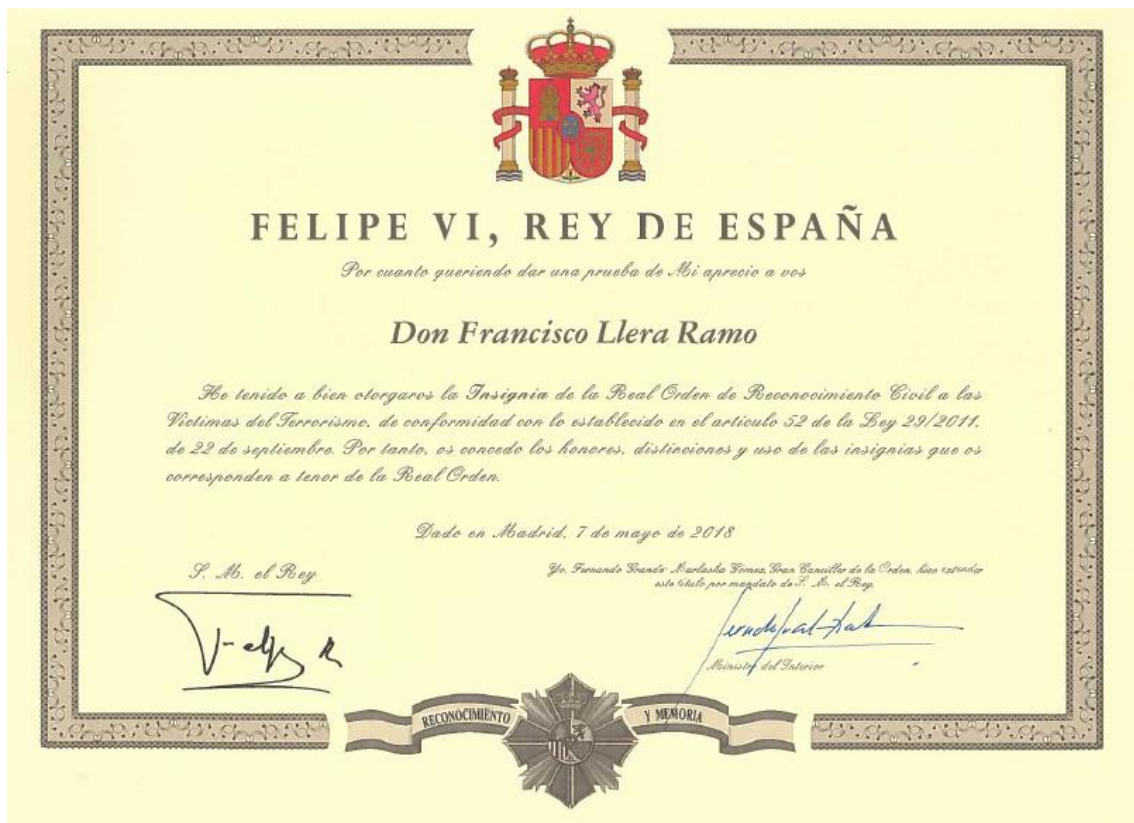 FELIPE VI, REY DE ESPAÑA
Por cuanto queriendo dar una prueba de Mi aprecio a vos
Don Francisco Llera Ramo
He tenido a bien otorgaros la Insignia de la Real Orden de Reconocimiento Civil a las
Víctimas del Terrorismo, de conformidad con lo establecido en el artículo 52 de la Ley 29/2011,
de 22 de septiembre. Por tanto, os concedo los honores, distinciones y uso de las insignias que os
corresponden a tenor de la Real Orden.
Dado en Madrid, 7 de mayo de 2018
S. M. el Rey
Yo, Fernando Grande-Marlaska Gómez, Gran Canciller de la Orden, hice extender
este título por mandato de S. M. el Rey,
Ministro del Interior
RECONOCIMIENTO Y MEMORIA